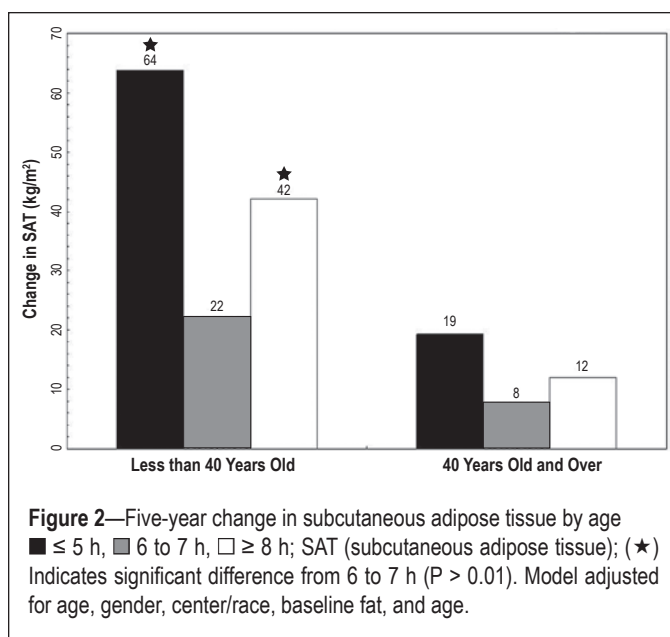 70
60
50
40
30
20
10
0
Change in SAT (kg/m²)
★
64
22
★
42
19
8
12
Less than 40 Years Old
40 Years Old and Over
Figure 2—Five-year change in subcutaneous adipose tissue by age
■ ≤ 5 h, ■ 6 to 7 h, □ ≥ 8 h; SAT (subcutaneous adipose tissue); (★)
Indicates significant difference from 6 to 7 h (P > 0.01). Model adjusted
for age, gender, center/race, baseline fat, and age.